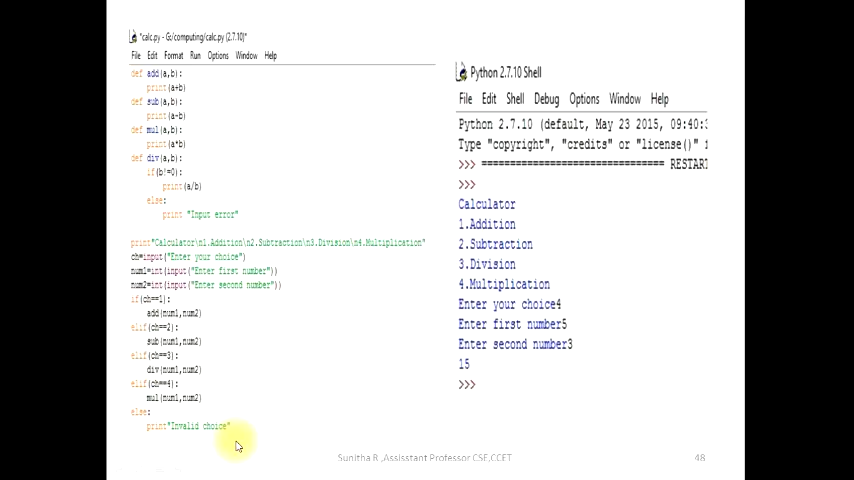 *calc.py - G:/computing/calc.py (2.7.10)*
File Edit Format Run Options Window Help
def add(a,b):
print(a+b)
def sub(a,b):
print(a-b)
def mul(a,b):
print(a*b)
def div(a,b):
if(b!=0):
print(a/b)
else:
print "Input error"
print"Calculator\n1.Addition\n2.Subtraction\n3.Division\n4.Multiplication"
ch=input("Enter your choice")
num1=int(input("Enter first number"))
num2=int(input("Enter second number"))
if(ch==1):
add(num1,num2)
elif(ch==2):
sub(num1,num2)
elif(ch==3):
div(num1,num2)
elif(ch==4):
mul(num1,num2)
else:
print"Invalid choice"
Python 2.7.10 Shell
File Edit Shell Debug Options Window Help
Python 2.7.10 (default, May 23 2015, 09:40:3
Type "copyright", "credits" or "license()" f
>>> ================================ RESTART
>>>
Calculator
1.Addition
2.Subtraction
3.Division
4.Multiplication
Enter your choice4
Enter first number5
Enter second number3
15
>>>
Sunitha R ,Assisstant Professor CSE,CCET
48